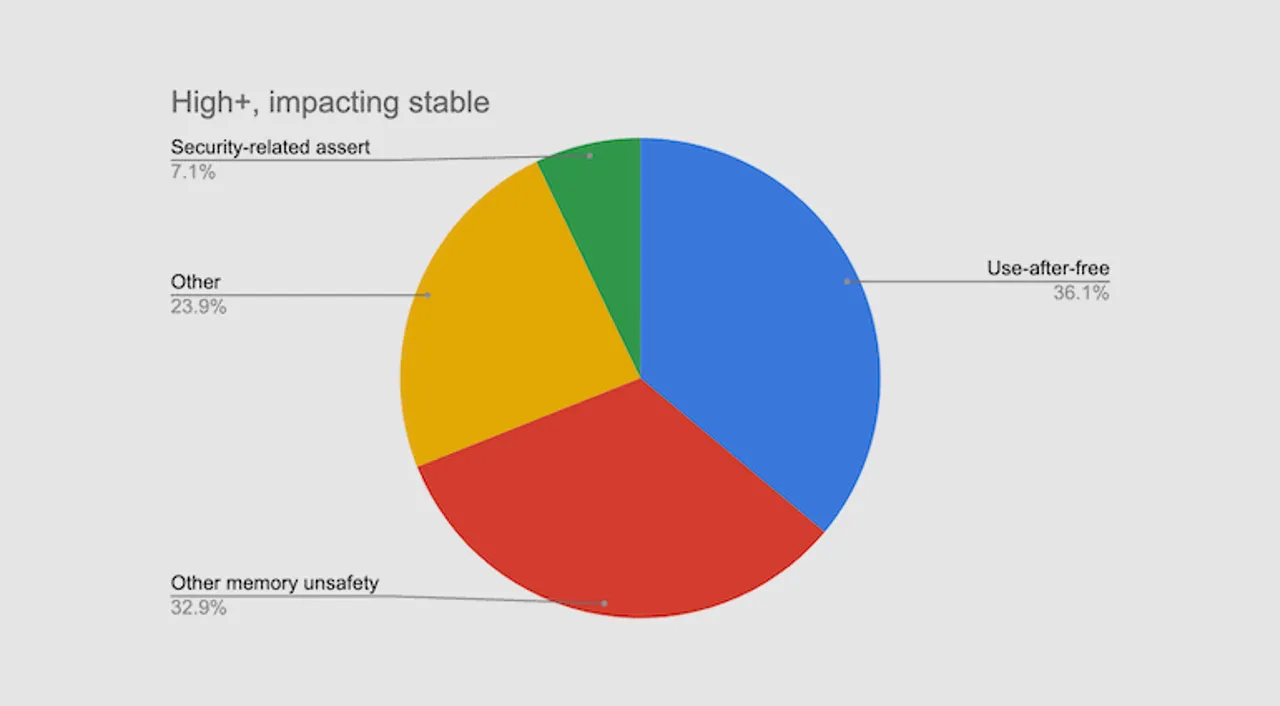 High+, impacting stable
Security-related assert
7.1%
Other
23.9%
Use-after-free
36.1%
Other memory unsafety
32.9%